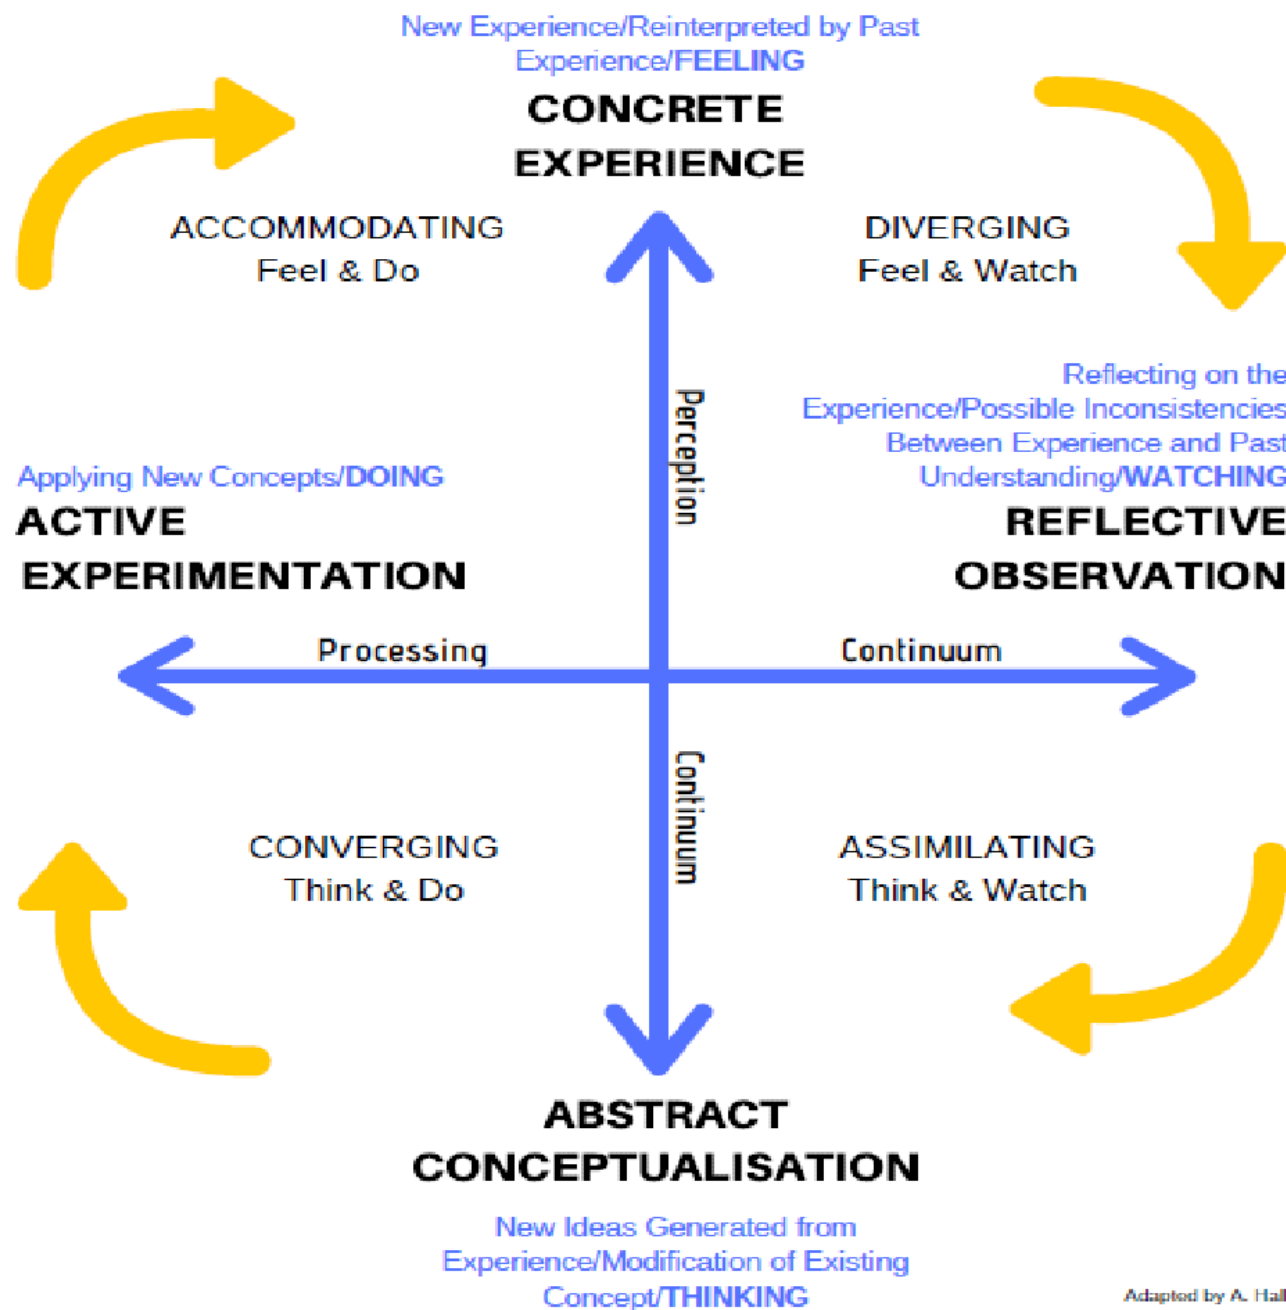 New Experience/Reinterpreted by Past
Experience/FEELING
CONCRETE
EXPERIENCE
ACCOMMODATING
Feel & Do
DIVERGING
Feel & Watch
Perception
Reflecting on the
Experience/Possible Inconsistencies
Between Experience and Past
Understanding/WATCHING
REFLECTIVE
OBSERVATION
Applying New Concepts/DOING
ACTIVE
EXPERIMENTATION
Processing
Continuum
Continuum
CONVERGING
Think & Do
ASSIMILATING
Think & Watch
ABSTRACT
CONCEPTUALISATION
New Ideas Generated from
Experience/Modification of Existing
Concept/THINKING
Adapted by A. Hall